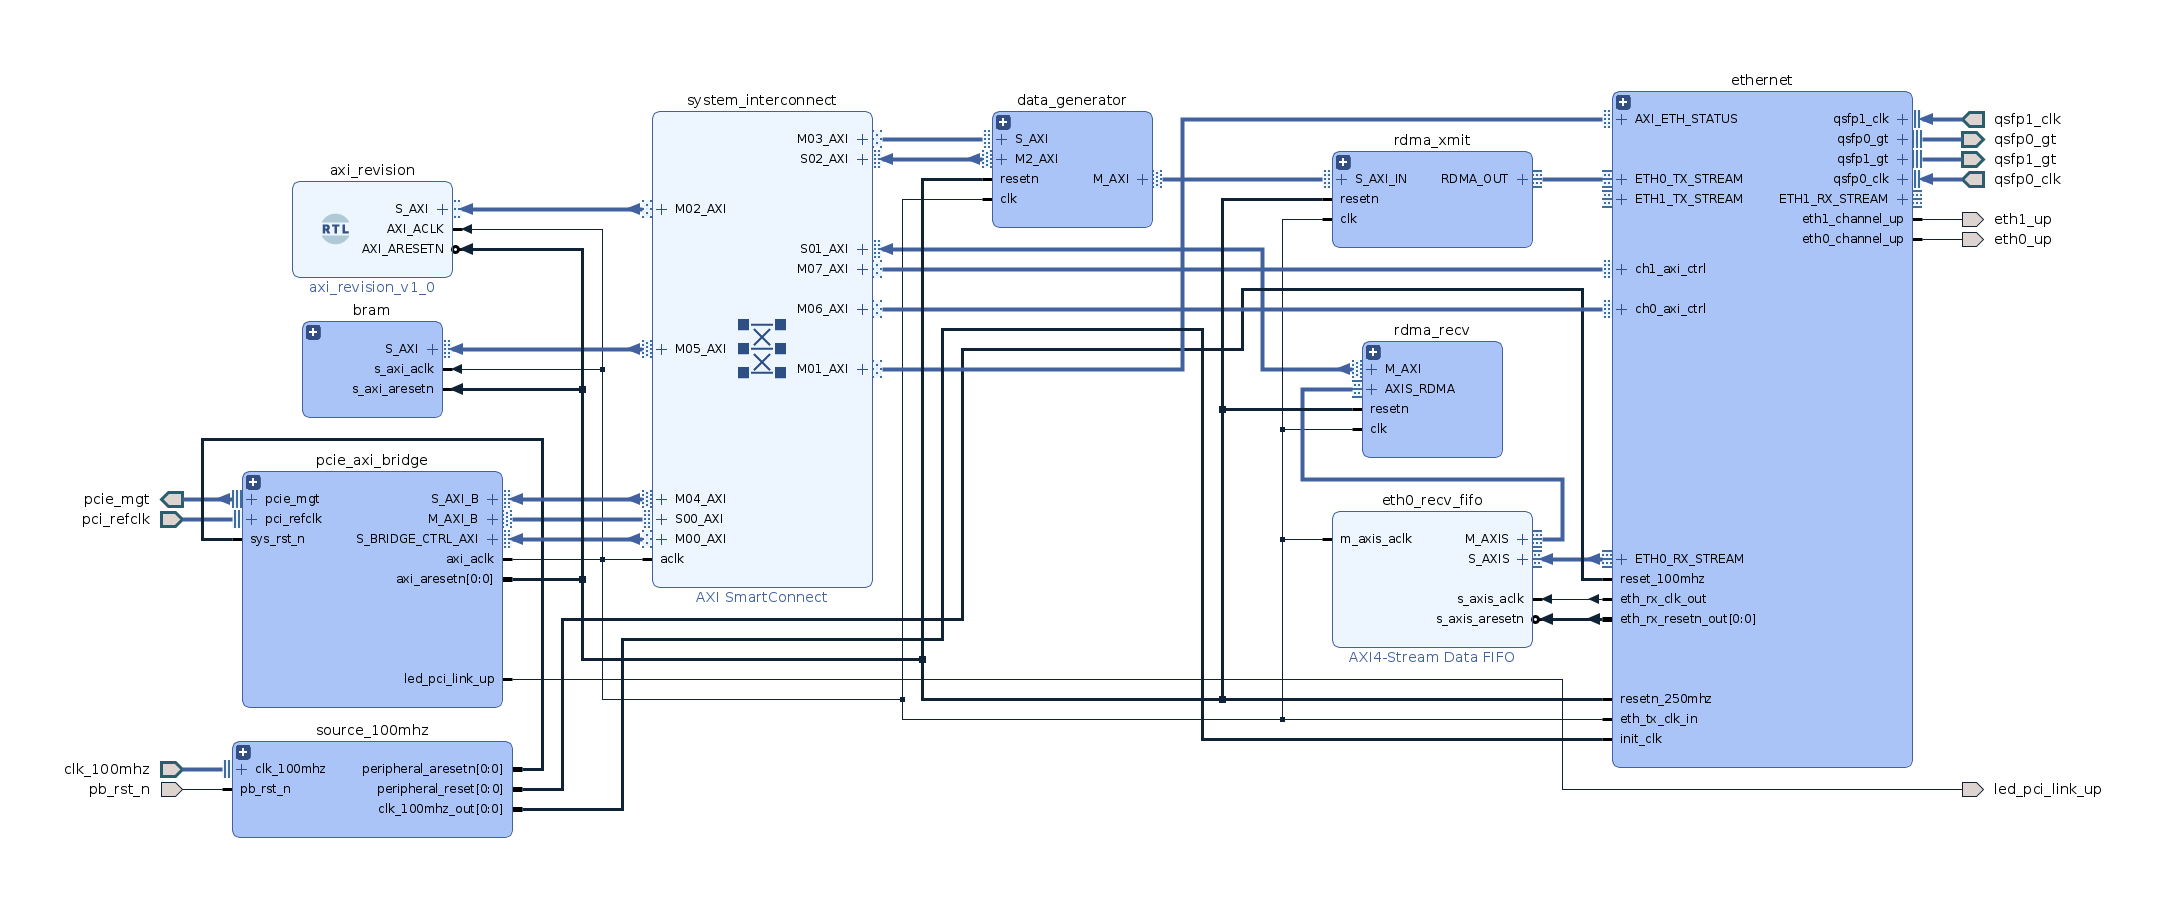 axi_revision
S_AXI
AXI_ACLK
AXI_ARESETN
RTL
axi_revision_v1_0
bram
S_AXI
s_axi_aclk
s_axi_aresetn
pcie_axi_bridge
pcie_mgt
pci_refclk
pcie_mgt
pci_refclk
sys_rst_n
S_AXI_B
M_AXI_B
S_BRIDGE_CTRL_AXI
axi_aclk
axi_aresetn[0:0]
led_pci_link_up
source_100mhz
clk_100mhz
pb_rst_n
clk_100mhz
pb_rst_n
peripheral_aresetn[0:0]
peripheral_reset[0:0]
clk_100mhz_out[0:0]
system_interconnect
M03_AXI
S02_AXI
M02_AXI
S01_AXI
M07_AXI
M06_AXI
M05_AXI
M01_AXI
M04_AXI
S00_AXI
M00_AXI
aclk
AXI SmartConnect
data_generator
S_AXI
M2_AXI
resetn
clk
M_AXI
rdma_xmit
S_AXI_IN
resetn
clk
RDMA_OUT
rdma_recv
M_AXI
AXIS_RDMA
resetn
clk
eth0_recv_fifo
m_axis_aclk
M_AXIS
S_AXIS
s_axis_aclk
s_axis_aresetn
AXI4-Stream Data FIFO
ethernet
AXI_ETH_STATUS
ETH0_TX_STREAM
ETH1_TX_STREAM
ch1_axi_ctrl
ch0_axi_ctrl
ETH0_RX_STREAM
reset_100mhz
eth_rx_clk_out
eth_rx_resetn_out[0:0]
resetn_250mhz
eth_tx_clk_in
init_clk
qsfp1_clk
qsfp0_gt
qsfp1_gt
qsfp0_clk
ETH1_RX_STREAM
eth1_channel_up
eth0_channel_up
qsfp1_clk
qsfp0_gt
qsfp1_gt
qsfp0_clk
eth1_up
eth0_up
led_pci_link_up